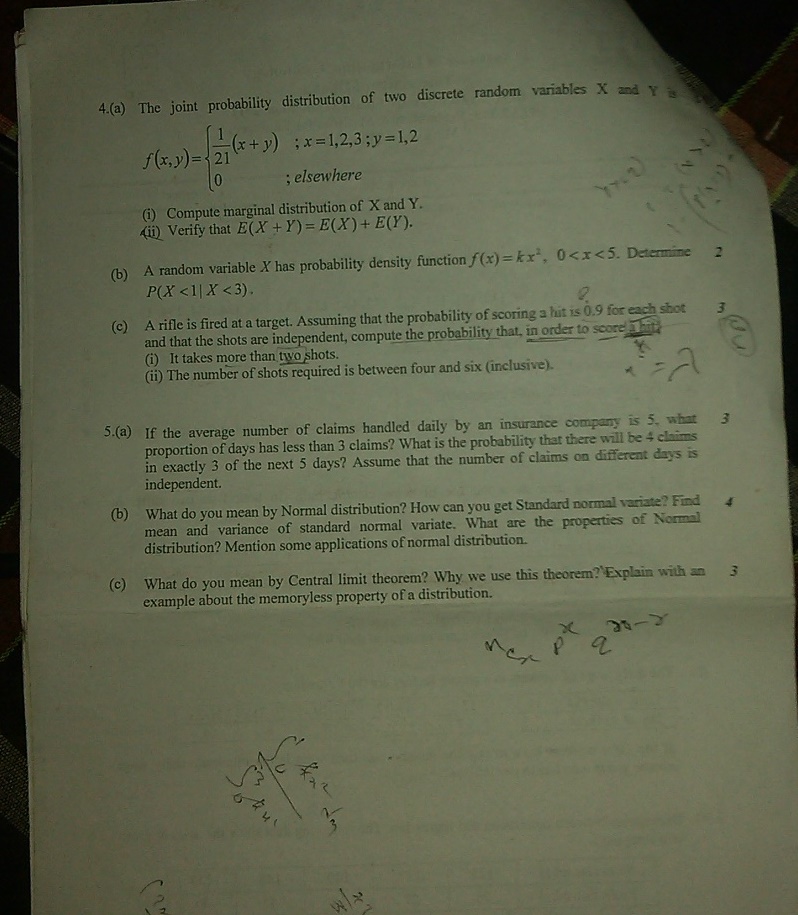 4.(a) The joint probability distribution of two discrete random variables X and Y is
f(x,y)={ 1/21 (x+y) ; x=1,2,3 ; y=1,2
0 ; elsewhere
(i) Compute marginal distribution of X and Y.
(ii) Verify that E(X+Y)= E(X)+ E(Y).
(b) A random variable X has probability density function f(x)= kx², 0<x<5. Determine 2
P(X <1| X <3).
(c) A rifle is fired at a target. Assuming that the probability of scoring a hit is 0.9 for each shot 3
and that the shots are independent, compute the probability that, in order to score a hit,
(i) It takes more than two shots.
(ii) The number of shots required is between four and six (inclusive).
5.(a) If the average number of claims handled daily by an insurance company is 5, what 3
proportion of days has less than 3 claims? What is the probability that there will be 4 claims
in exactly 3 of the next 5 days? Assume that the number of claims on different days is
independent.
(b) What do you mean by Normal distribution? How can you get Standard normal variate? Find 4
mean and variance of standard normal variate. What are the properties of Normal
distribution? Mention some applications of normal distribution.
(c) What do you mean by Central limit theorem? Why we use this theorem? Explain with an 3
example about the memoryless property of a distribution.